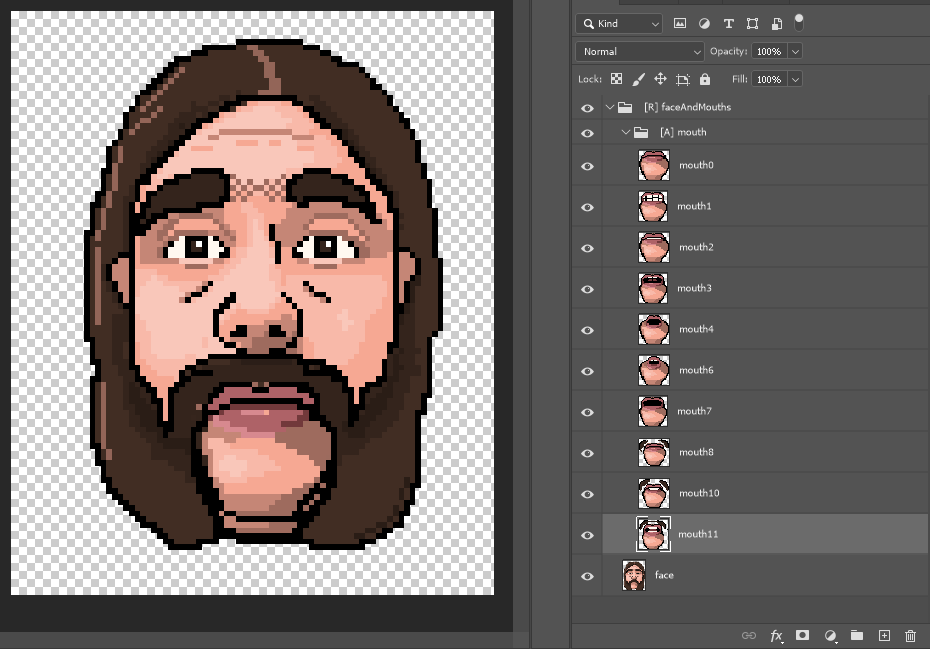 Kind
Normal Opacity: 100%
Lock: Fill: 100%
[R] faceAndMouths
[A] mouth
mouth0
mouth1
mouth2
mouth3
mouth4
mouth6
mouth7
mouth8
mouth10
mouth11
face
fx